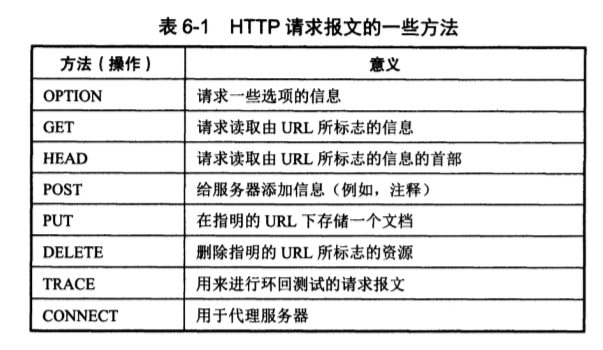 表 6-1 HTTP 请求报文的一些方法
方法（操作） 意义
OPTION 请求一些选项的信息
GET 请求读取由 URL 所标志的信息
HEAD 请求读取由 URL 所标志的信息的首部
POST 给服务器添加信息（例如，注释）
PUT 在指明的 URL 下存储一个文档
DELETE 删除指明的 URL 所标志的资源
TRACE 用来进行环回测试的请求报文
CONNECT 用于代理服务器